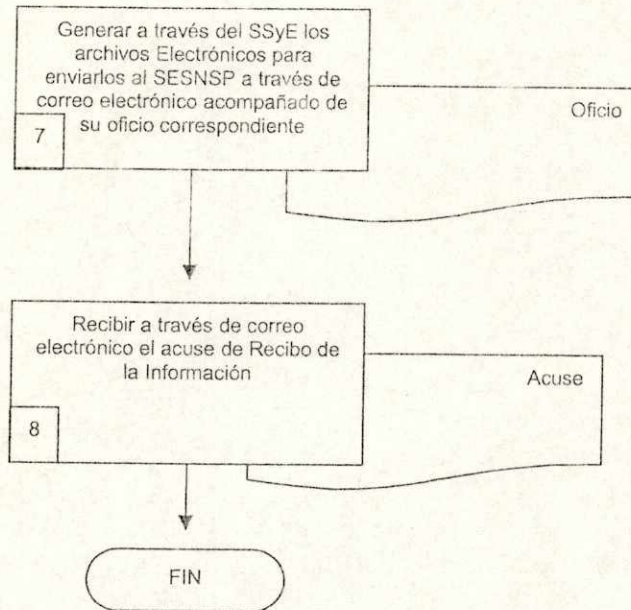 Generar a través del SSyE los
archivos Electrónicos para
enviarlos al SESNSP a través de
correo electrónico acompañado de
su oficio correspondiente
7
Oficio
Recibir a través de correo
electrónico el acuse de Recibo de
la Información
8
Acuse
FIN